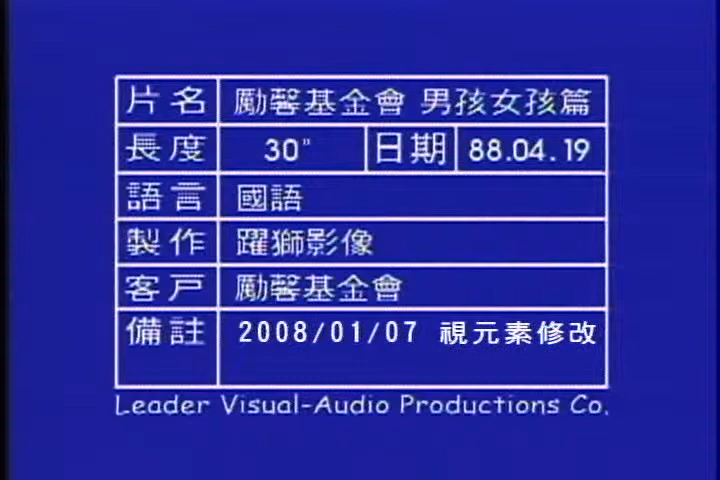 片名 勵馨基金會 男孩女孩篇
長度 30" 日期 88.04.19
語言 國語
製作 躍獅影像
客戶 勵馨基金會
備註 2008/01/07 視元素修改
Leader Visual-Audio Productions Co.